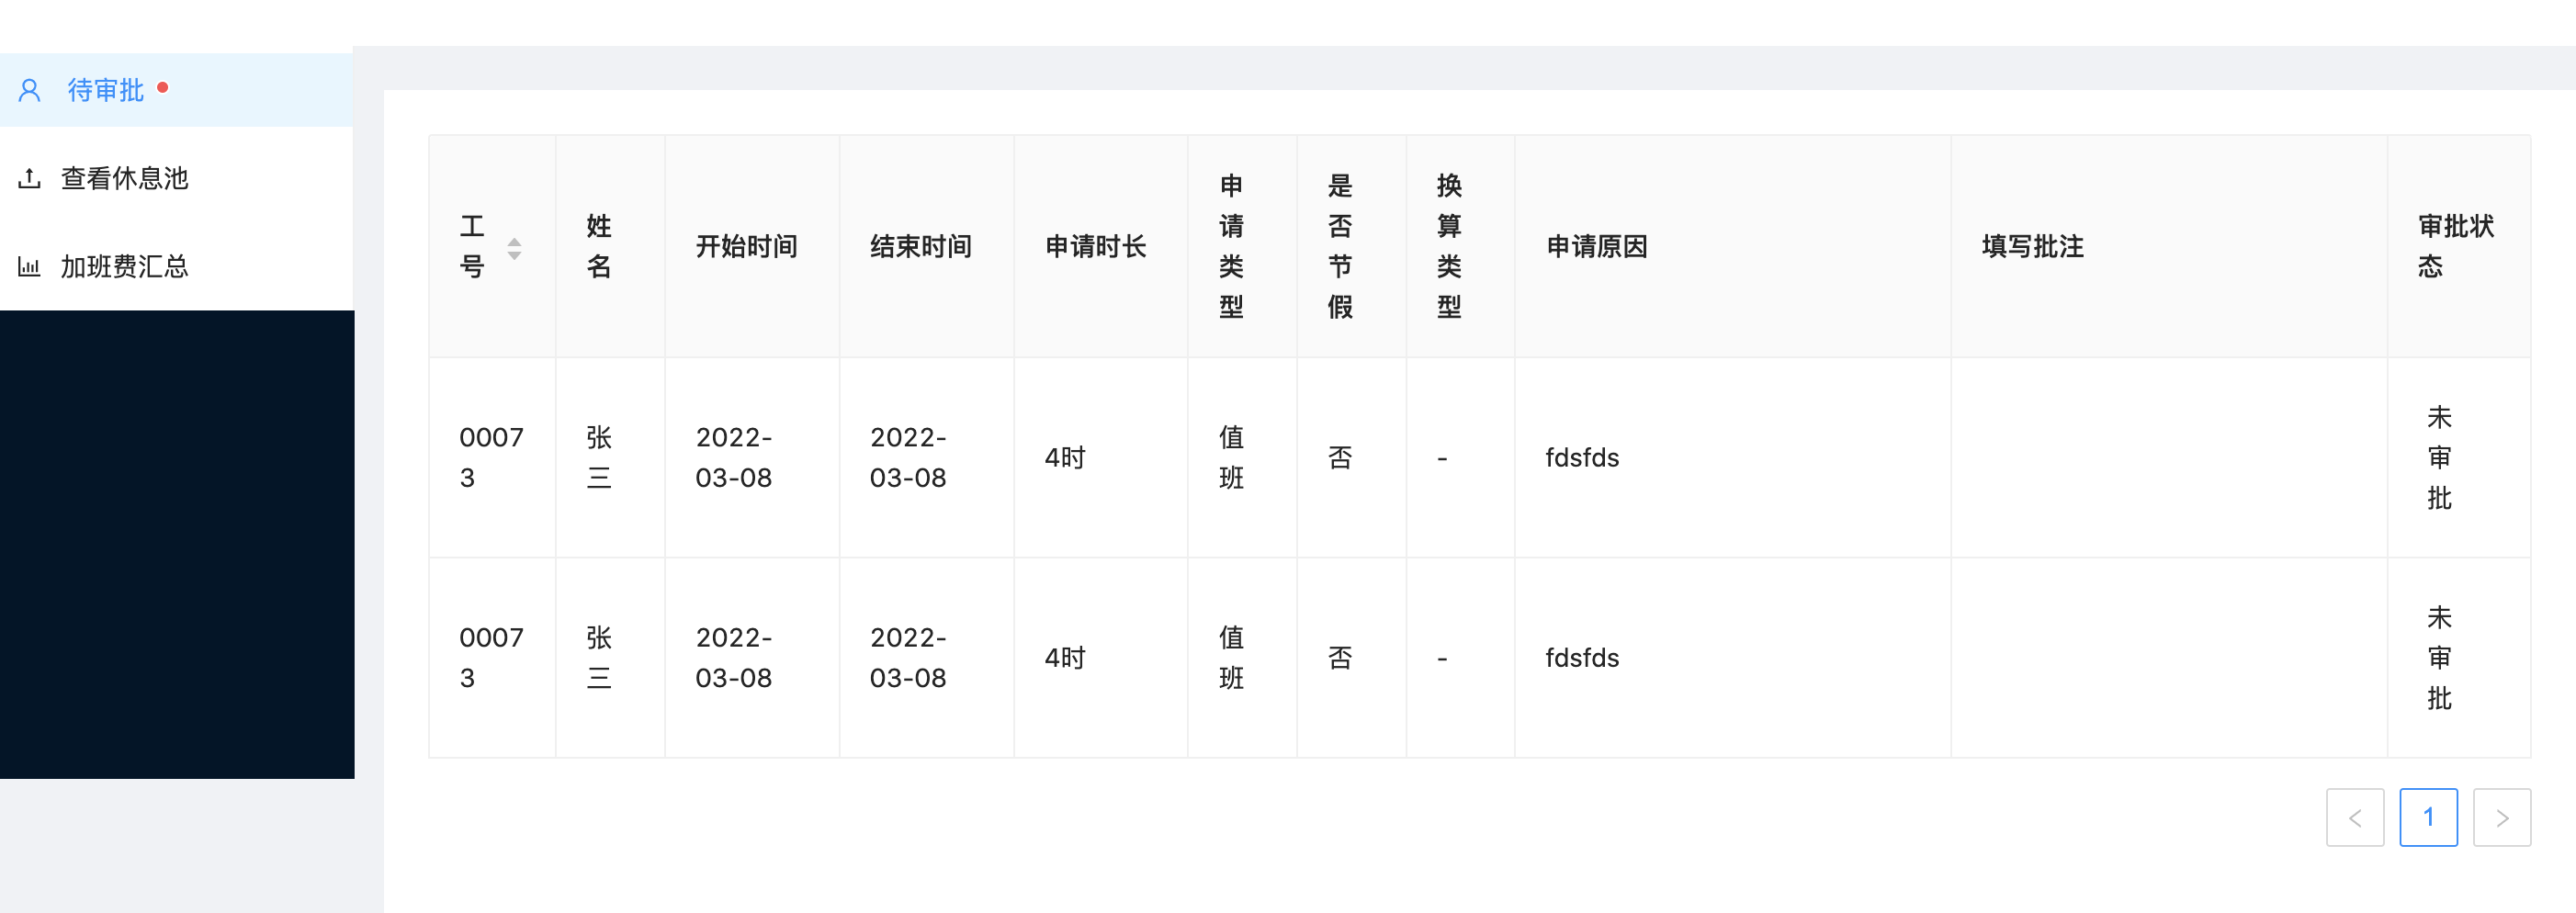 待审批
查看休息池
加班费汇总
工
号
姓
名
开始时间
结束时间
申请时长
申
请
类
型
是
否
节
假
换
算
类
型
申请原因
填写批注
审批状
态
0007
3
张
三
2022-
03-08
2022-
03-08
4时
值
班
否
-
fdsfds
未
审
批
0007
3
张
三
2022-
03-08
2022-
03-08
4时
值
班
否
-
fdsfds
未
审
批
1